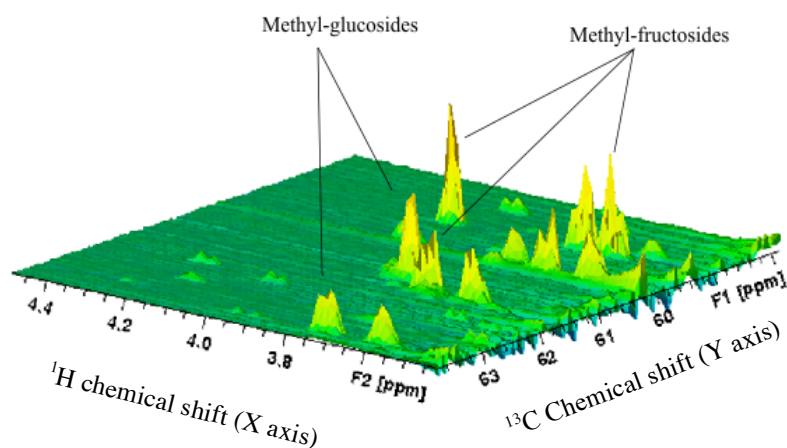 Methyl-glucosides
Methyl-fructosides
4.4
4.2
4.0
3.8
F2 [ppm]
63
62
61
60
F1 [ppm]
¹H chemical shift (X axis)
¹³C Chemical shift (Y axis)